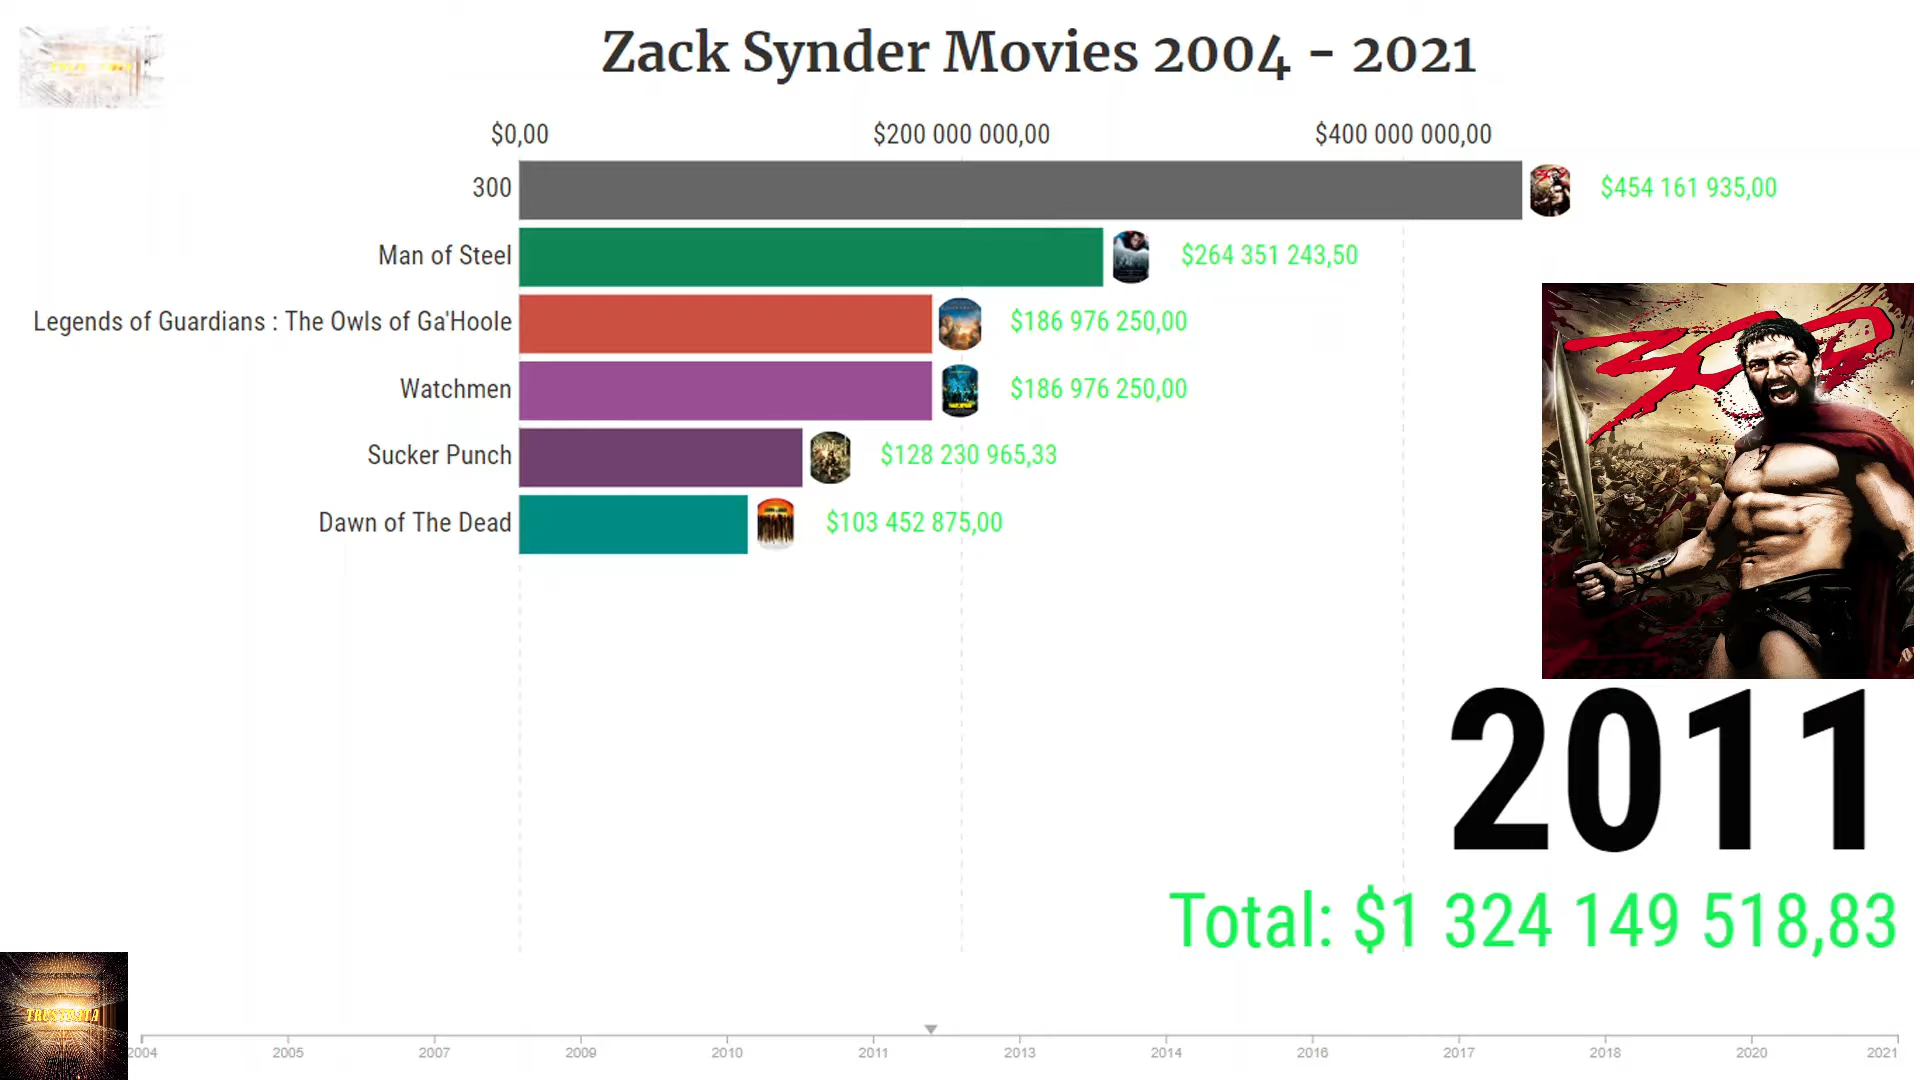 Zack Synder Movies 2004 - 2021
$0,00 $200 000 000,00 $400 000 000,00
300 $454 161 935,00
Man of Steel $264 351 243,50
Legends of Guardians : The Owls of Ga'Hoole $186 976 250,00
Watchmen $186 976 250,00
Sucker Punch $128 230 965,33
Dawn of The Dead $103 452 875,00
300
2011
Total: $1 324 149 518,83
TRUSTDATA
2004 2005 2007 2009 2010 2011 2013 2014 2016 2017 2018 2020 2021